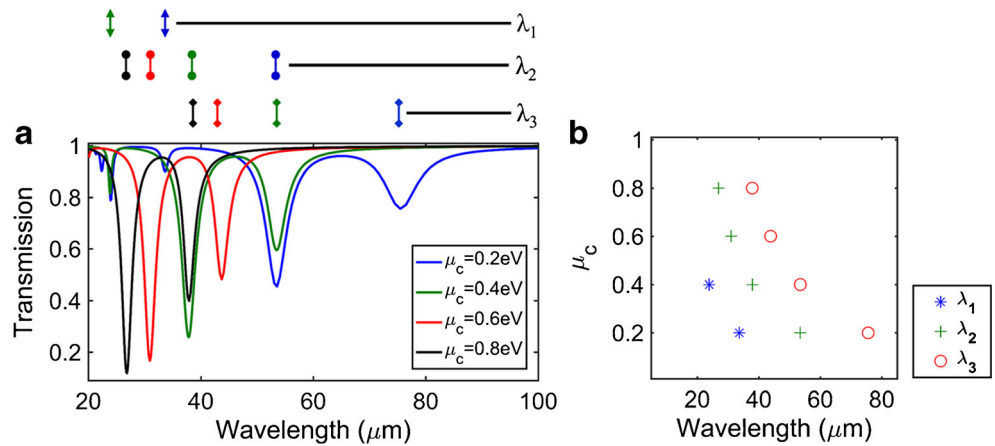 λ1
λ2
λ3
a
b
1
0.8
0.6
0.4
0.2
Transmission
20 40 60 80 100
Wavelength (μm)
μc=0.2eV
μc=0.4eV
μc=0.6eV
μc=0.8eV
1
0.8
0.6
0.4
0.2
μc
0 20 40 60 80
Wavelength (μm)
λ1
λ2
λ3